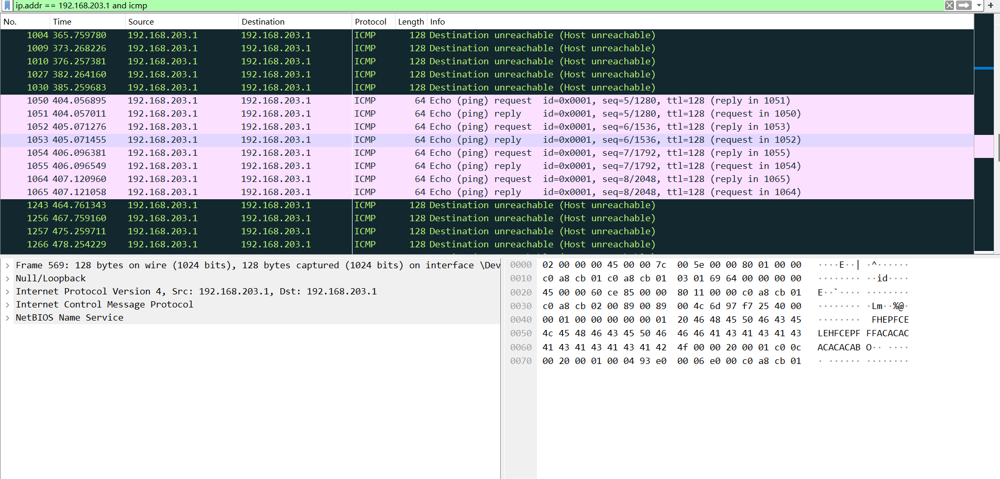 ip.addr == 192.168.203.1 and icmp
No. Time Source Destination Protocol Length Info
1004 365.759780 192.168.203.1 192.168.203.1 ICMP 128 Destination unreachable (Host unreachable)
1009 373.268226 192.168.203.1 192.168.203.1 ICMP 128 Destination unreachable (Host unreachable)
1010 376.257381 192.168.203.1 192.168.203.1 ICMP 128 Destination unreachable (Host unreachable)
1027 382.264160 192.168.203.1 192.168.203.1 ICMP 128 Destination unreachable (Host unreachable)
1030 385.259683 192.168.203.1 192.168.203.1 ICMP 128 Destination unreachable (Host unreachable)
1050 404.056895 192.168.203.1 192.168.203.1 ICMP 64 Echo (ping) request id=0x0001, seq=5/1280, ttl=128 (reply in 1051)
1051 404.057011 192.168.203.1 192.168.203.1 ICMP 64 Echo (ping) reply id=0x0001, seq=5/1280, ttl=128 (request in 1050)
1052 405.071276 192.168.203.1 192.168.203.1 ICMP 64 Echo (ping) request id=0x0001, seq=6/1536, ttl=128 (reply in 1053)
1053 405.071455 192.168.203.1 192.168.203.1 ICMP 64 Echo (ping) reply id=0x0001, seq=6/1536, ttl=128 (request in 1052)
1054 406.096381 192.168.203.1 192.168.203.1 ICMP 64 Echo (ping) request id=0x0001, seq=7/1792, ttl=128 (reply in 1055)
1055 406.096549 192.168.203.1 192.168.203.1 ICMP 64 Echo (ping) reply id=0x0001, seq=7/1792, ttl=128 (request in 1054)
1064 407.120960 192.168.203.1 192.168.203.1 ICMP 64 Echo (ping) request id=0x0001, seq=8/2048, ttl=128 (reply in 1065)
1065 407.121058 192.168.203.1 192.168.203.1 ICMP 64 Echo (ping) reply id=0x0001, seq=8/2048, ttl=128 (request in 1064)
1243 464.761343 192.168.203.1 192.168.203.1 ICMP 128 Destination unreachable (Host unreachable)
1256 467.759160 192.168.203.1 192.168.203.1 ICMP 128 Destination unreachable (Host unreachable)
1257 475.259711 192.168.203.1 192.168.203.1 ICMP 128 Destination unreachable (Host unreachable)
1266 478.254229 192.168.203.1 192.168.203.1 ICMP 128 Destination unreachable (Host unreachable)
Frame 569: 128 bytes on wire (1024 bits), 128 bytes captured (1024 bits) on interface \Dev
Null/Loopback
Internet Protocol Version 4, Src: 192.168.203.1, Dst: 192.168.203.1
Internet Control Message Protocol
NetBIOS Name Service
0000 02 00 00 00 45 00 00 7c 00 5e 00 00 80 01 00 00 ····E··| ·^······
0010 c0 a8 cb 01 c0 a8 cb 01 03 01 69 64 00 00 00 00 ········ ··id····
0020 45 00 00 60 ce 85 00 00 80 11 00 00 c0 a8 cb 01 E··`···· ········
0030 c0 a8 cb 02 00 89 00 89 00 4c 6d 97 f7 25 40 00 ········ ·Lm··%@·
0040 00 01 00 00 00 00 00 01 20 46 48 45 50 46 43 45 ········ FHEPFCE
0050 4c 45 48 46 43 45 50 46 46 46 41 43 41 43 41 43 LEHFCEPF FFACACAC
0060 41 43 41 43 41 43 41 42 4f 00 00 20 00 01 c0 0c ACACACAB O·· ····
0070 00 20 00 01 00 04 93 e0 00 06 e0 00 c0 a8 cb 01 · ······ ········